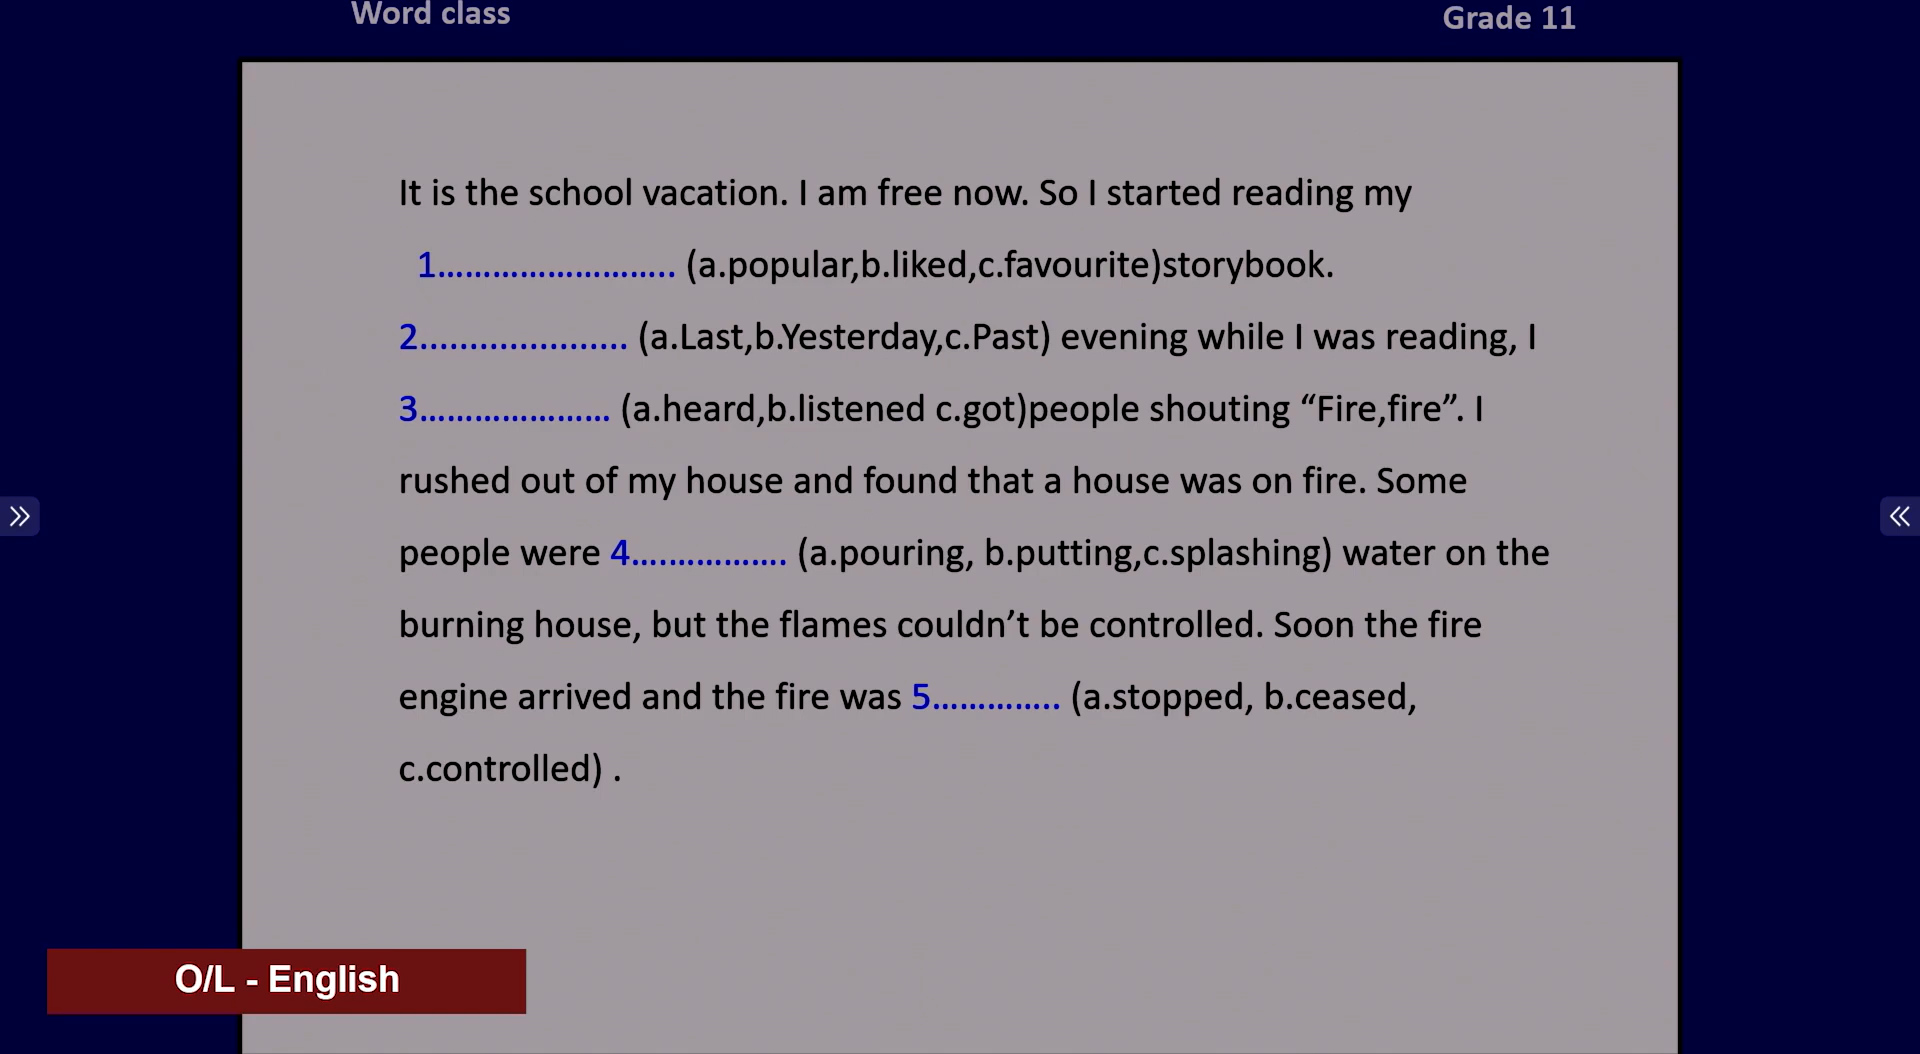 Word class
Grade 11
It is the school vacation. I am free now. So I started reading my
1.......................... (a.popular,b.liked,c.favourite)storybook.
2..................... (a.Last,b.Yesterday,c.Past) evening while I was reading, I
3..................... (a.heard,b.listened c.got)people shouting “Fire,fire”. I
rushed out of my house and found that a house was on fire. Some
people were 4................. (a.pouring, b.putting,c.splashing) water on the
burning house, but the flames couldn’t be controlled. Soon the fire
engine arrived and the fire was 5.............. (a.stopped, b.ceased,
c.controlled) .
O/L - English